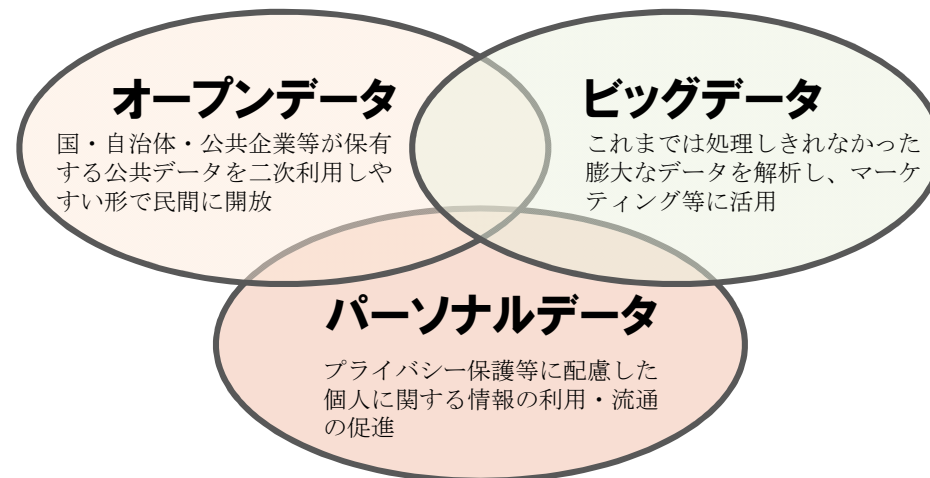 オープンデータ
国・自治体・公共企業等が保有
する公共データを二次利用しや
すい形で民間に開放
ビッグデータ
これまでは処理しきれなかった
膨大なデータを解析し、マーケ
ティング等に活用
パーソナルデータ
プライバシー保護等に配慮した
個人に関する情報の利用・流通
の促進